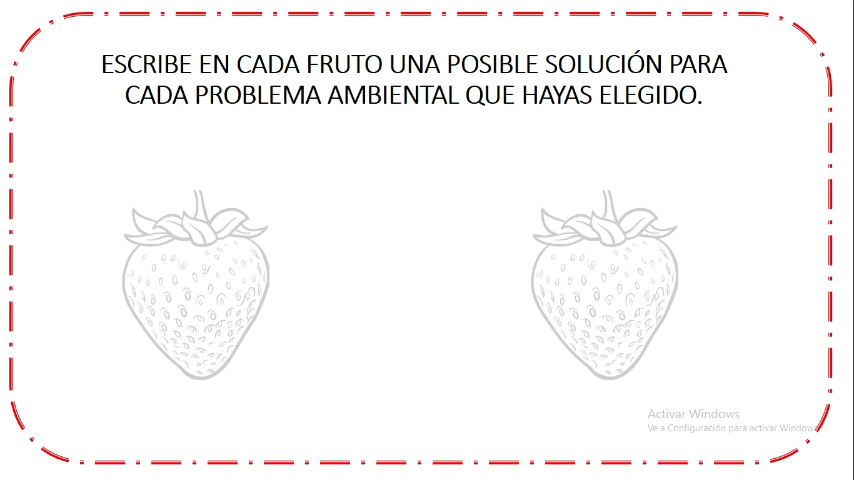 ESCRIBE EN CADA FRUTO UNA POSIBLE SOLUCIÓN PARA
CADA PROBLEMA AMBIENTAL QUE HAYAS ELEGIDO.
Activar Windows
Ve a Configuración para activar Windows.